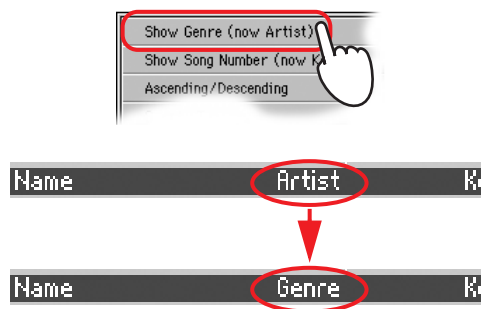 Show Genre (now Artist)
Show Song Number (now K
Ascending/Descending
Name Artist
Name Genre